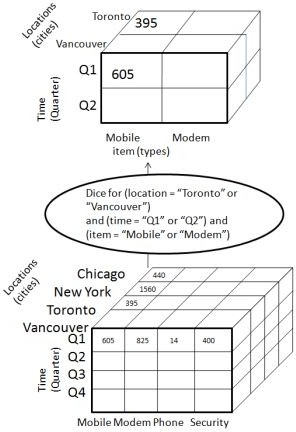 Locations
(cities)
Toronto
395
Vancouver
Q1
605
Q2
Time
(Quarter)
Mobile Modem
item (types)
Dice for (location = "Toronto" or
"Vancouver")
and (time = "Q1" or "Q2") and
(item = "Mobile" or "Modem")
Locations
(cities)
Chicago
440
New York
1560
Toronto
395
Vancouver
Q1 605 825 14 400
Q2
Q3
Q4
Time
(Quarter)
Mobile Modem Phone Security